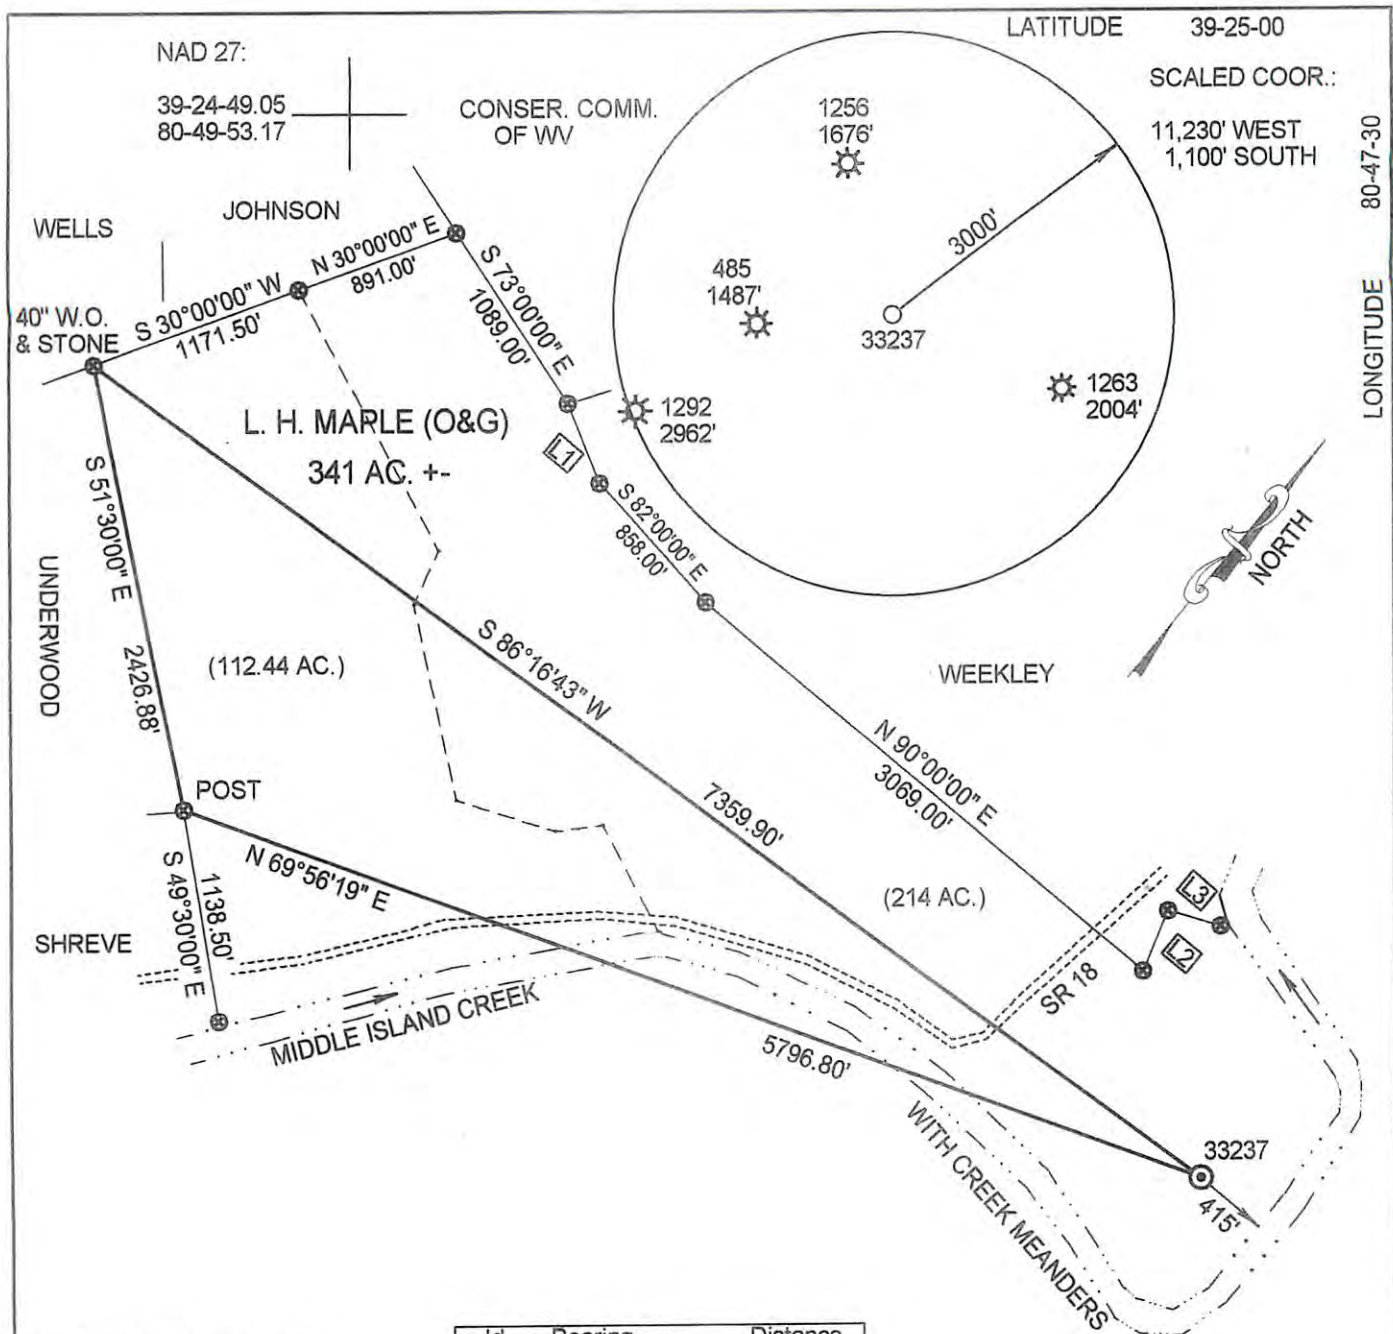 LATITUDE 39-25-00
NAD 27:
39-24-49.05
80-49-53.17
CONSER. COMM.
OF WV
SCALED COOR.:
11,230' WEST
1,100' SOUTH
LONGITUDE 80-47-30
1256
1676'
3000'
485
1487'
33237
1263
2004'
1292
2962'
WELLS
JOHNSON
N 30°00'00" E
891.00'
S 30°00'00" W
1171.50'
S 73°00'00" E
1089.00'
40" W.O.
& STONE
L. H. MARLE (O&G)
341 AC. +-
L1
S 82°00'00" E
858.00'
NORTH
S 51°30'00" E
2426.88'
UNDERWOOD
(112.44 AC.)
S 86°16'43" W
7359.90'
WEEKLEY
N 90°00'00" E
3069.00'
POST
N 69°56'19" E
5796.80'
(214 AC.)
L3
L2
S 49°30'00" E
1138.50'
SHREVE
SR 18
MIDDLE ISLAND CREEK
WITH CREEK MEANDERS
33237
415'
Id Bearing Distance